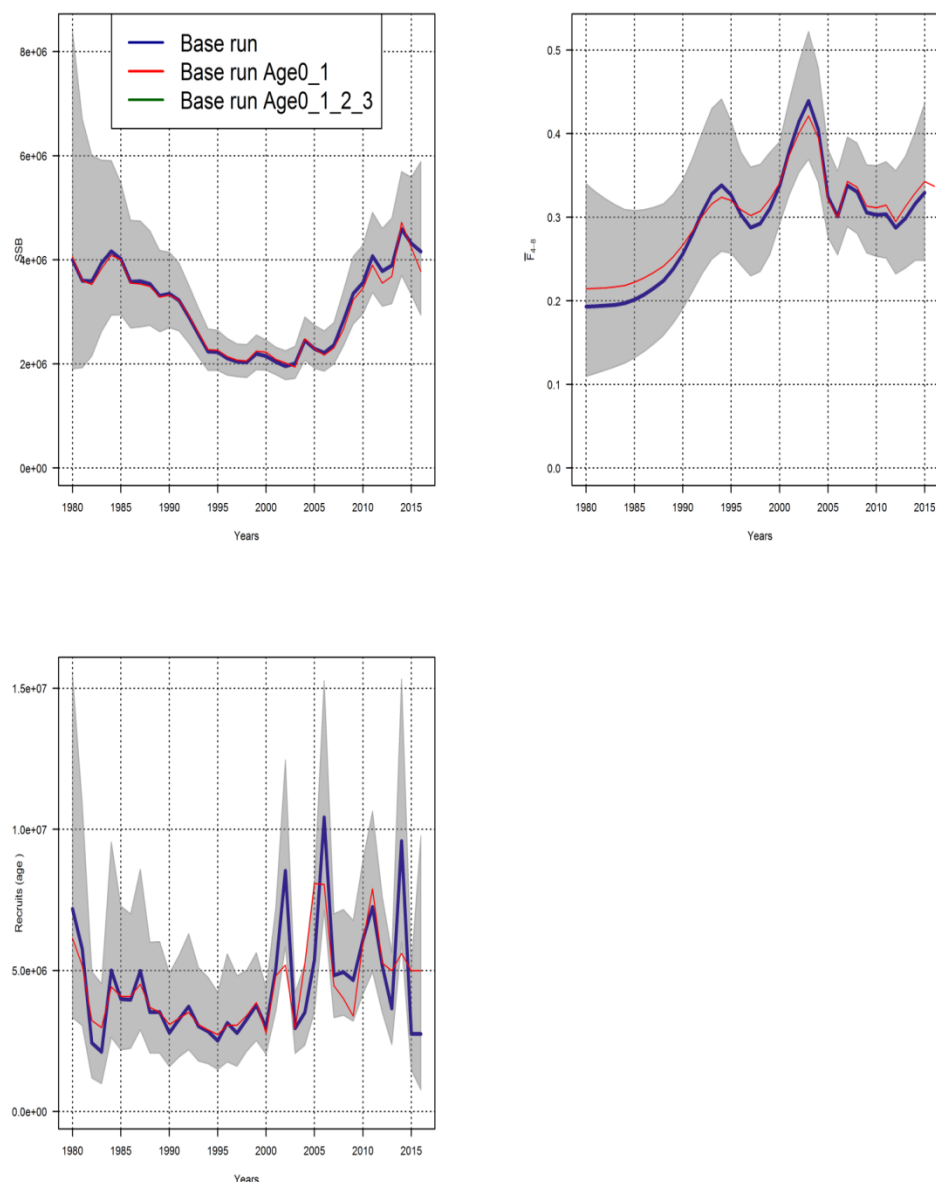 Base run
Base run Age0_1
Base run Age0_1_2_3
8e+06
6e+06
4e+06
2e+06
0e+00
SSB
1980 1985 1990 1995 2000 2005 2010 2015
Years
0.5
0.4
0.3
0.2
0.1
0.0
F̅4-8
1980 1985 1990 1995 2000 2005 2010 2015
Years
1.5e+07
1.0e+07
5.0e+06
0.0e+00
Recruits (age )
1980 1985 1990 1995 2000 2005 2010 2015
Years